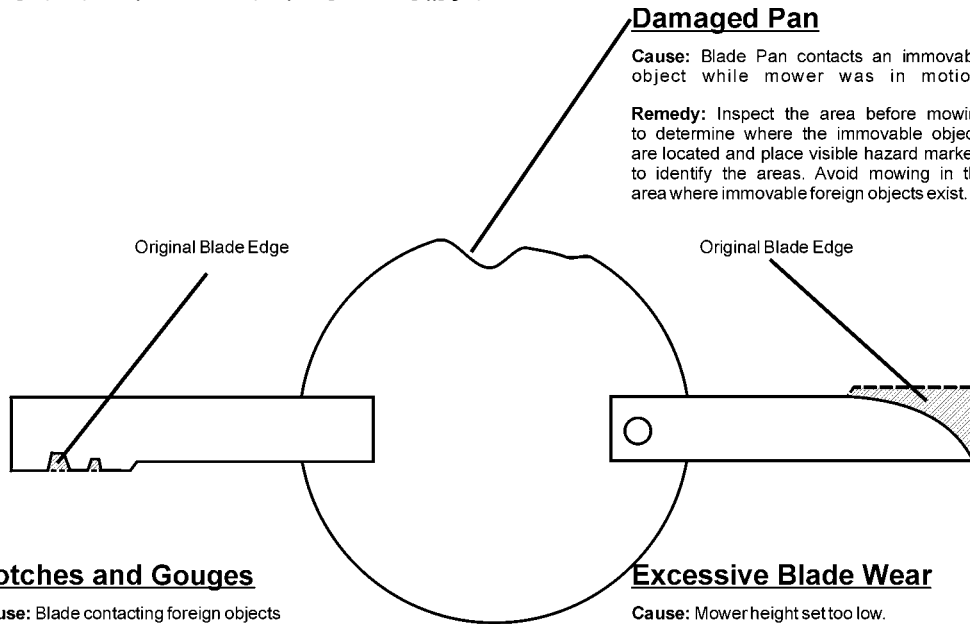 Damaged Pan
Cause: Blade Pan contacts an immovab
object while mower was in motio
Remedy: Inspect the area before mowin
to determine where the immovable objec
are located and place visible hazard marke
to identify the areas. Avoid mowing in th
area where immovable foreign objects exist.
Original Blade Edge
Original Blade Edge
otches and Gouges
use: Blade contacting foreign objects
Excessive Blade Wear
Cause: Mower height set too low.